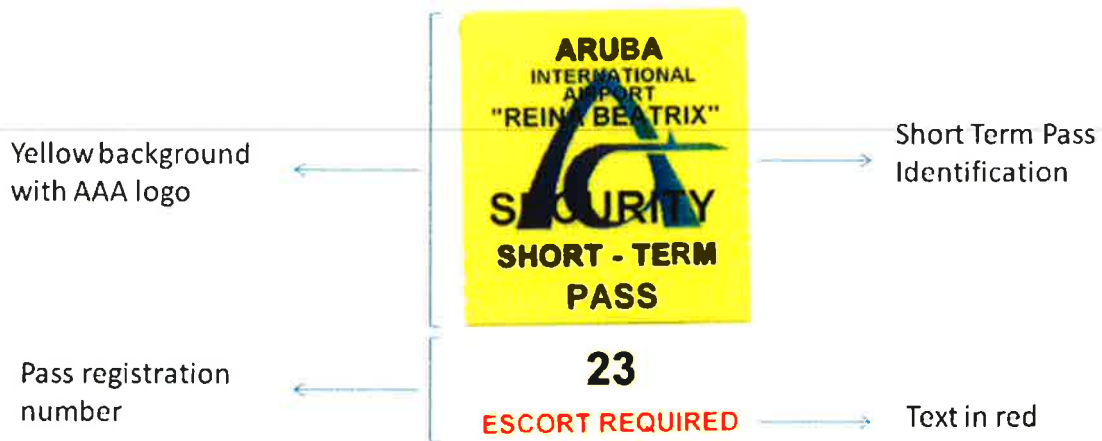 ARUBA
INTERNATIONAL
AIRPORT
"REINA BEATRIX"
SECURITY
SHORT - TERM
PASS
Yellow background
with AAA logo
Short Term Pass
Identification
23
ESCORT REQUIRED
Pass registration
number
Text in red